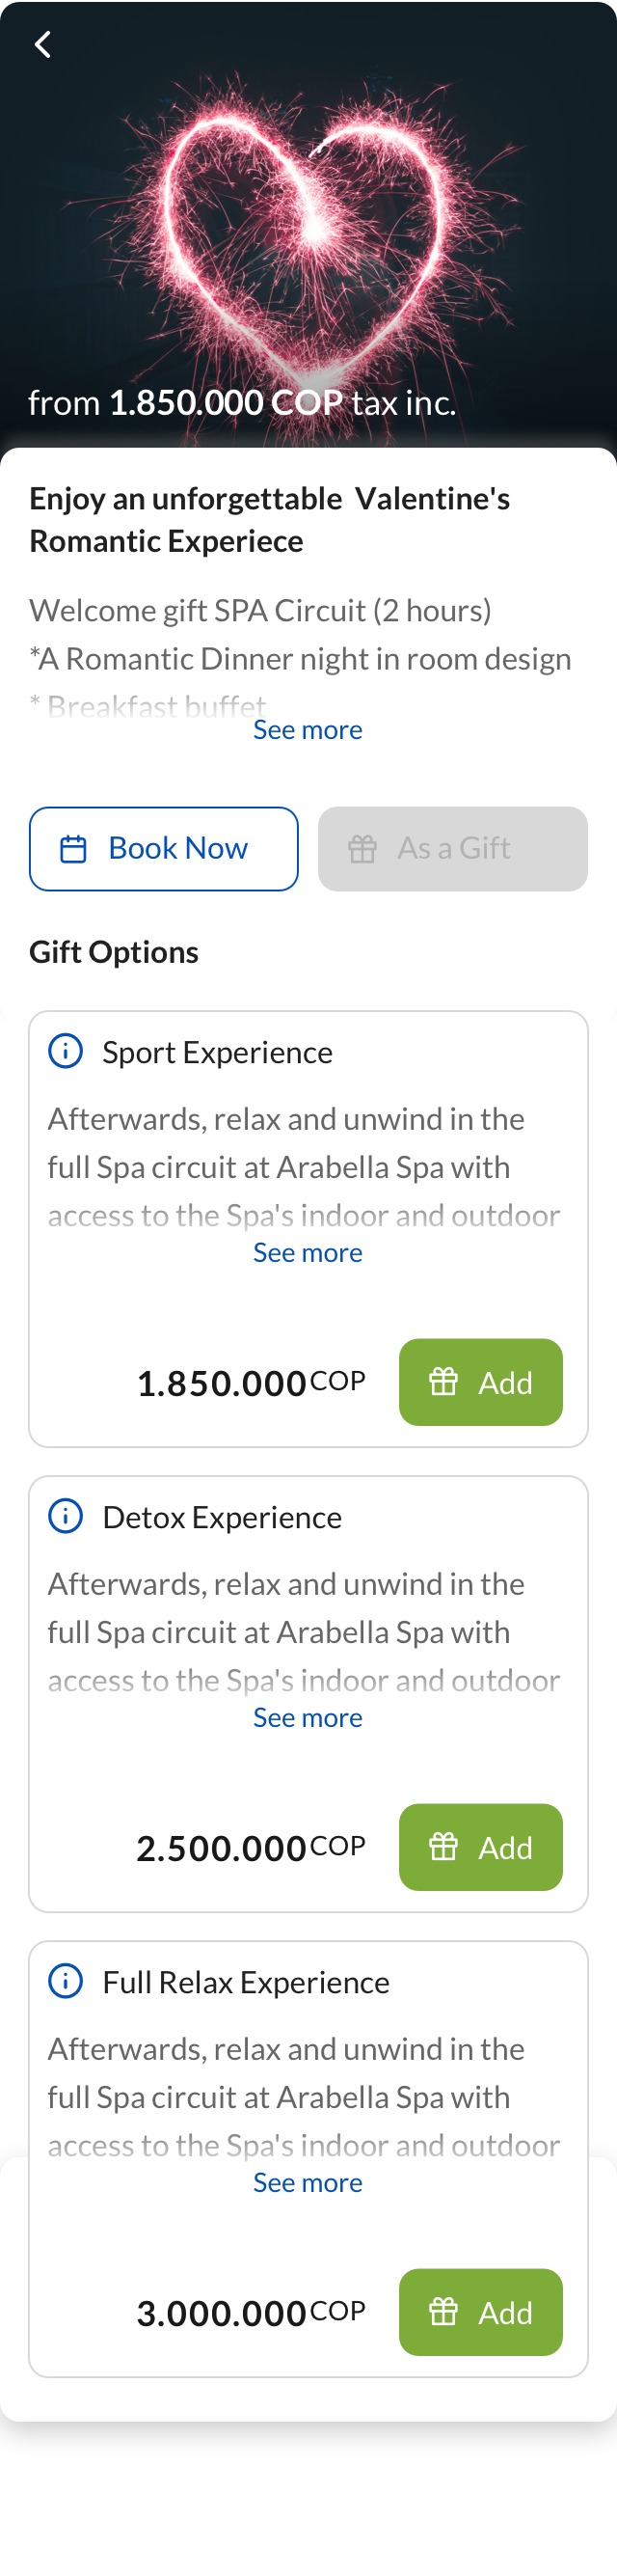 from 1.850.000 COP tax inc.
Enjoy an unforgettable  Valentine's
Romantic Experiece
Welcome gift SPA Circuit (2 hours)
*A Romantic Dinner night in room design
* Breakfast buffet
See more
Book Now
As a Gift
Gift Options
Sport Experience
Afterwards, relax and unwind in the
full Spa circuit at Arabella Spa with
access to the Spa's indoor and outdoor
See more
1.850.000 COP
Add
Detox Experience
Afterwards, relax and unwind in the
full Spa circuit at Arabella Spa with
access to the Spa's indoor and outdoor
See more
2.500.000 COP
Add
Full Relax Experience
Afterwards, relax and unwind in the
full Spa circuit at Arabella Spa with
access to the Spa's indoor and outdoor
See more
3.000.000 COP
Add